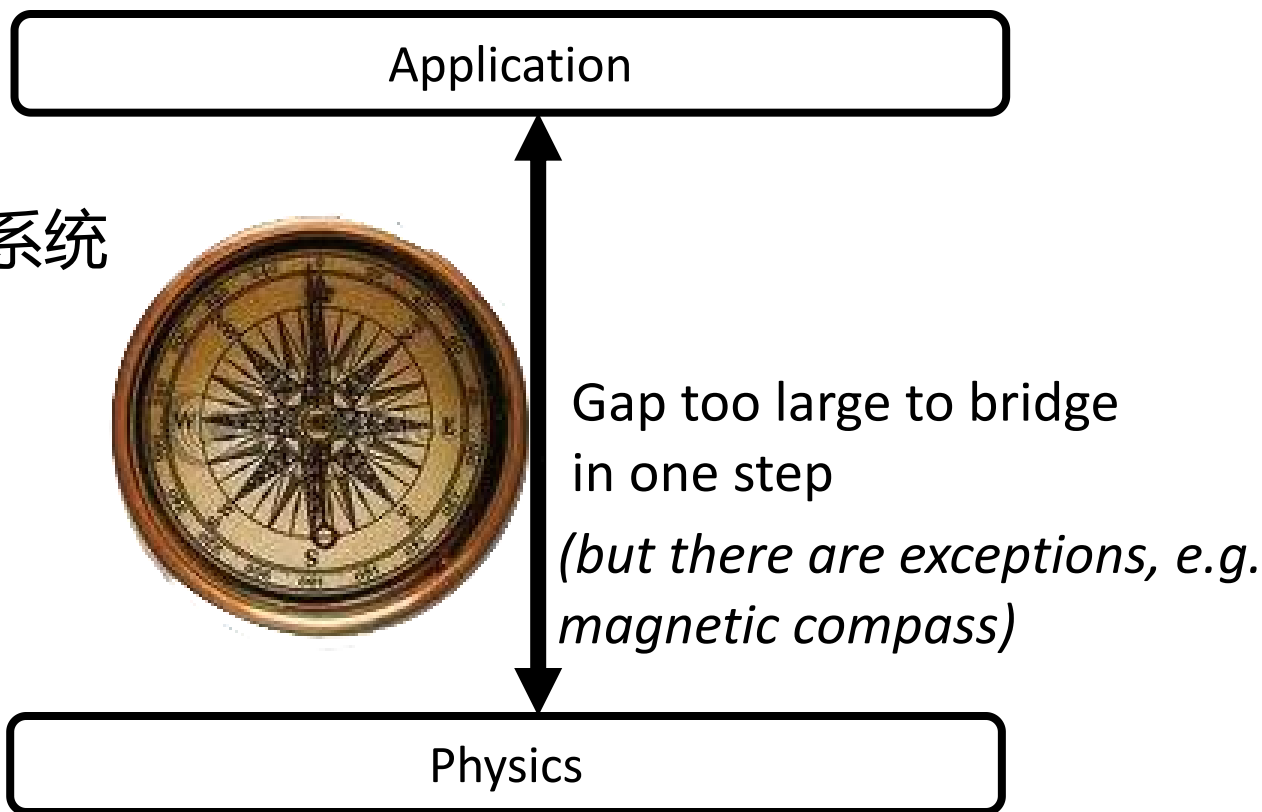 Application
系统
W
E
S
Gap too large to bridge
in one step
(but there are exceptions, e.g.
magnetic compass)
Physics